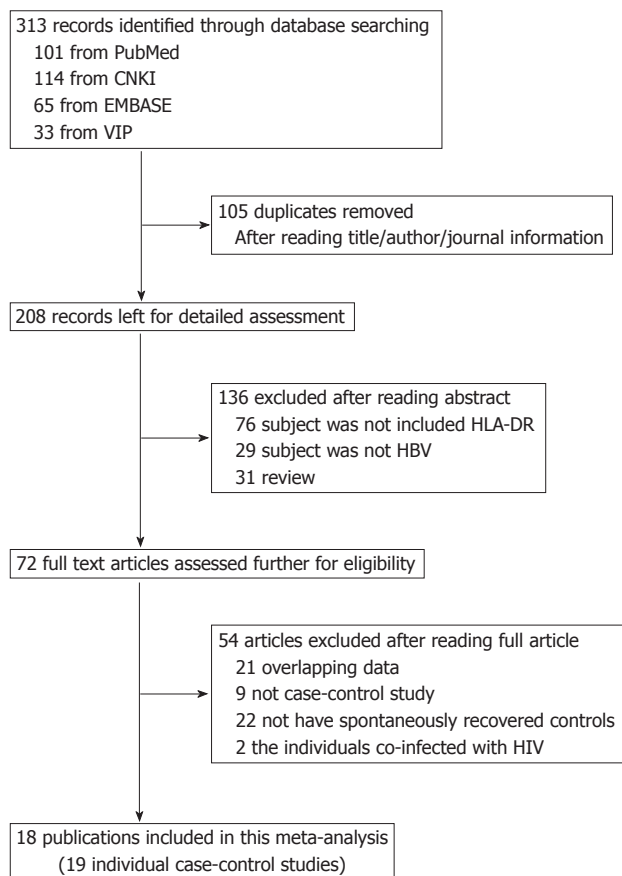 313 records identified through database searching
101 from PubMed
114 from CNKI
65 from EMBASE
33 from VIP
105 duplicates removed
After reading title/author/journal information
208 records left for detailed assessment
136 excluded after reading abstract
76 subject was not included HLA-DR
29 subject was not HBV
31 review
72 full text articles assessed further for eligibility
54 articles excluded after reading full article
21 overlapping data
9 not case-control study
22 not have spontaneously recovered controls
2 the individuals co-infected with HIV
18 publications included in this meta-analysis
(19 individual case-control studies)